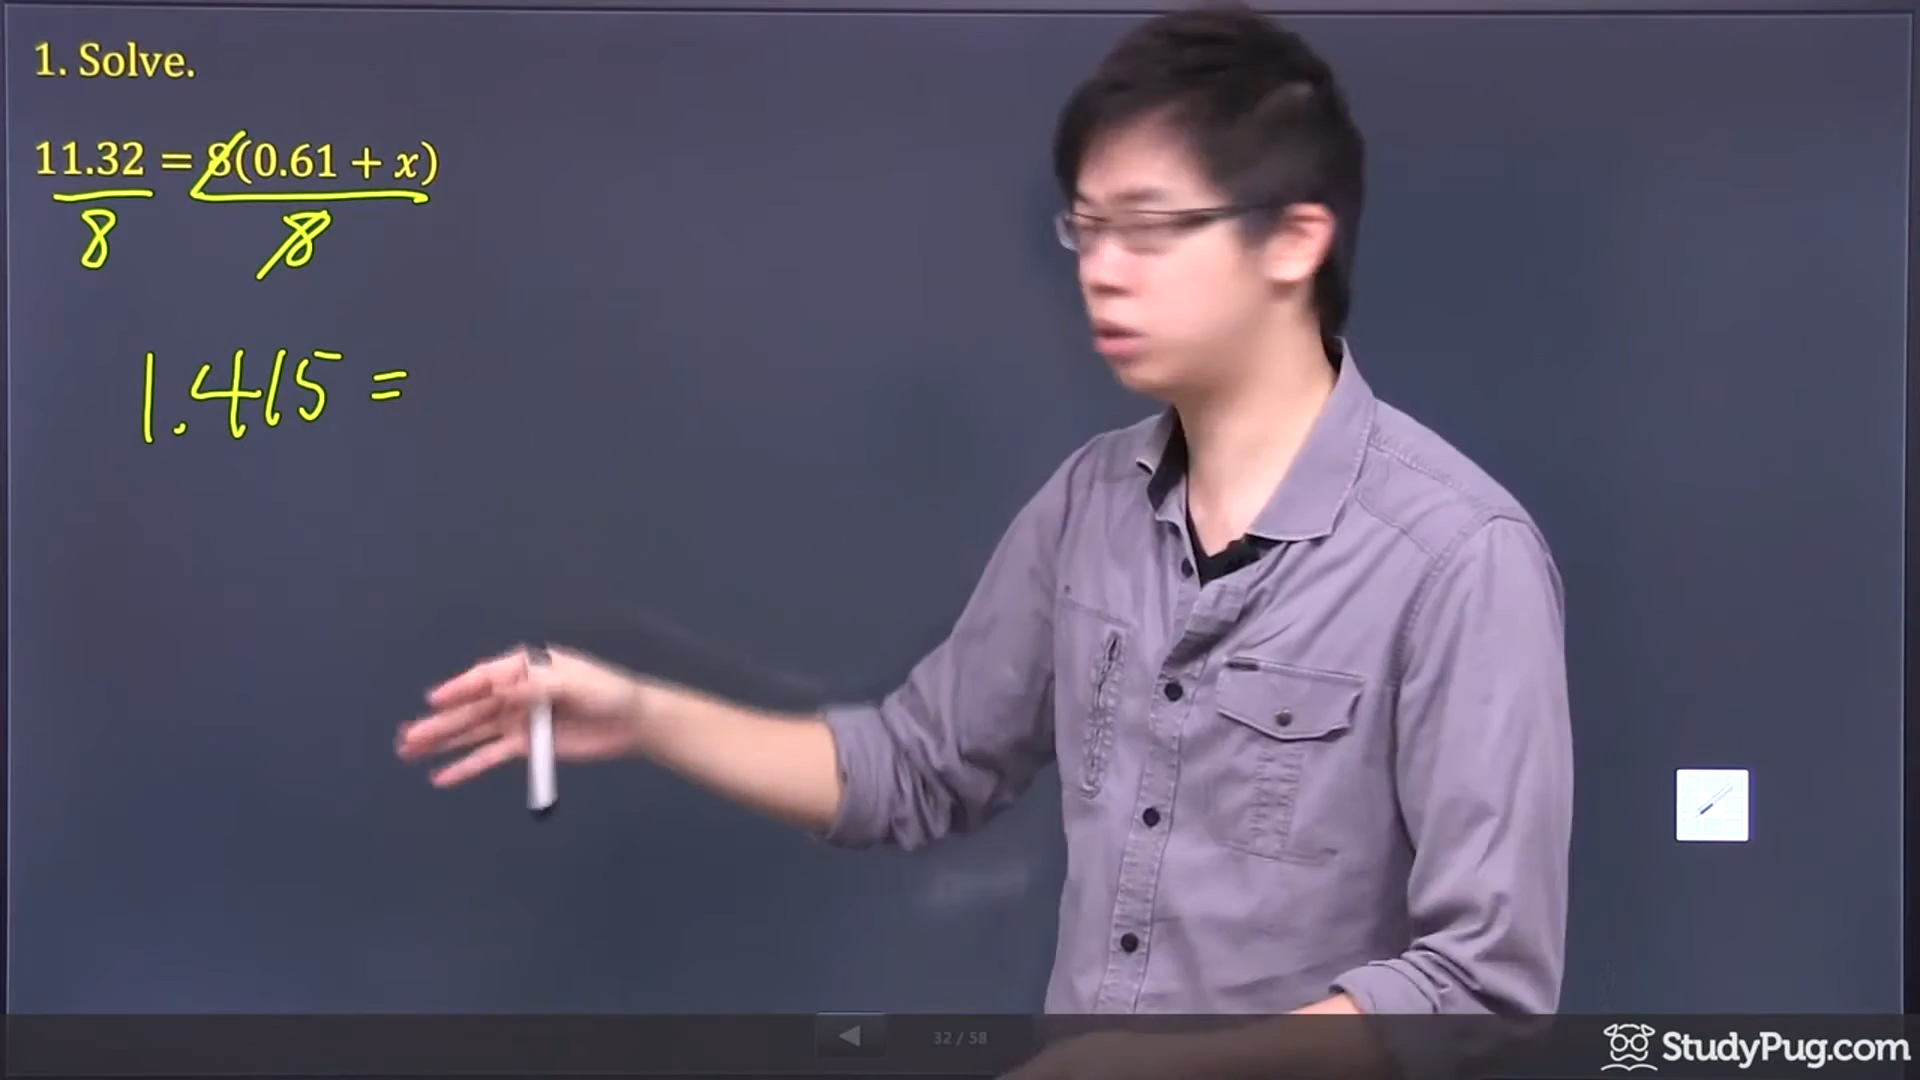 1. Solve.
11.32 = 8(0.61 + x)
8 8
1.415 =
32 / 58
StudyPug.com